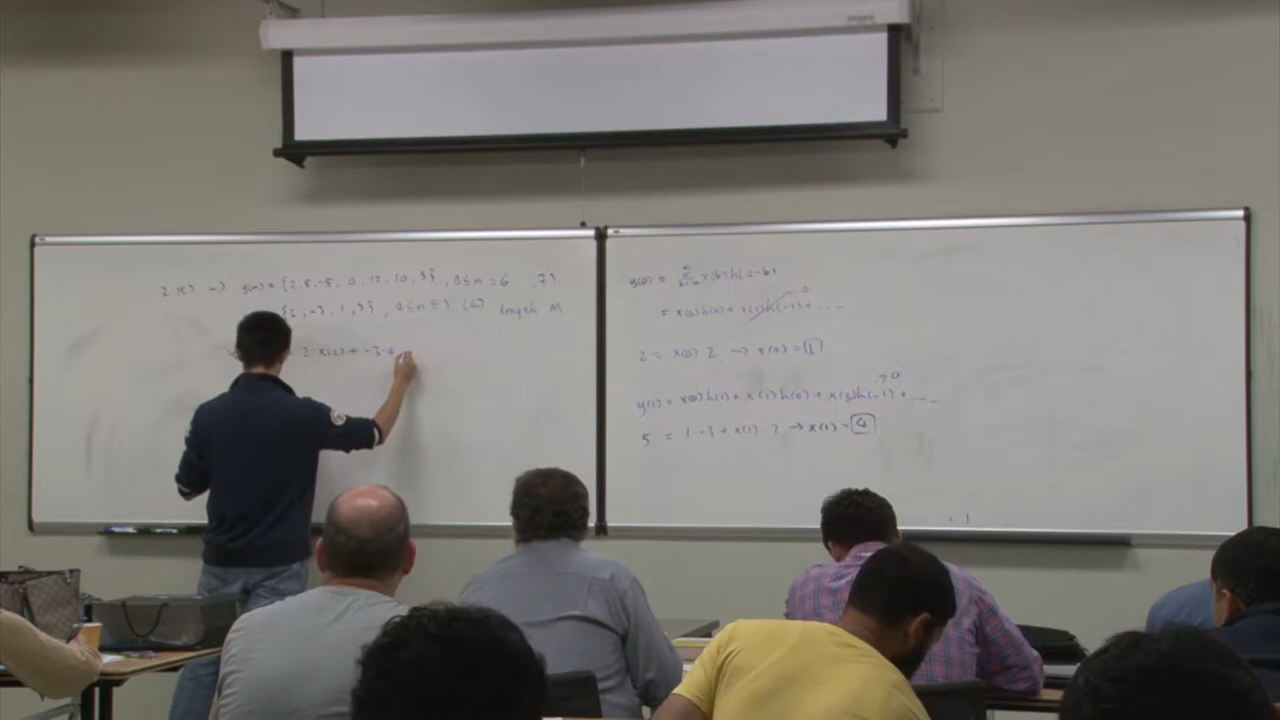 2.15) a) y(n) = {2, 5, -5, 0, 12, 10, 3}, 0 ≤ n ≤ 6 (7)
{2, -3, 1, 3}, 0 ≤ n ≤ 3 (4) length M
2 x(2) + -3·4
y(0) = Σ x(k) h(0-k)
= x(0)h(0) + x(1)h(-1) + ....
2 = x(0) 2 → x(0) = 1
y(1) = x(0)h(1) + x(1)h(0) + x(2)h(-1) + ....
5 = 1·-3 + x(1) 2 → x(1) = 4